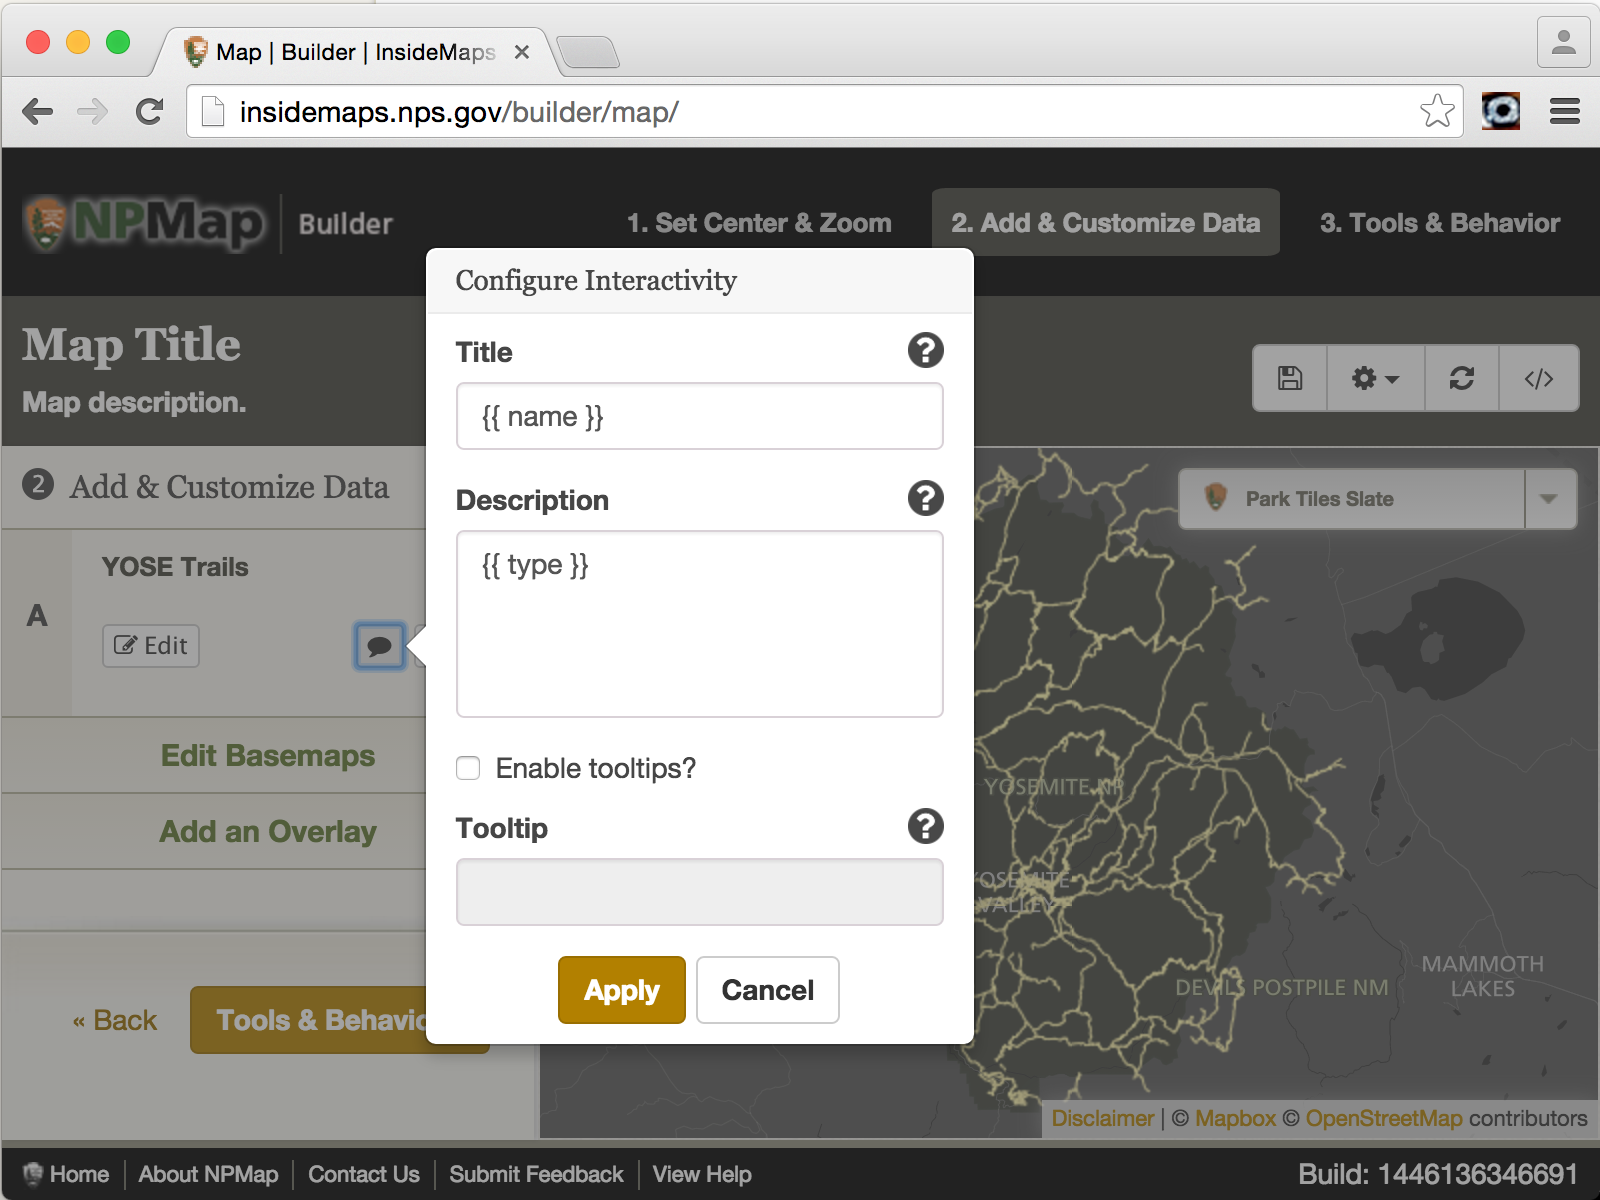 Map | Builder | InsideMaps
insidemaps.nps.gov/builder/map/
NPMap | Builder
1. Set Center & Zoom
2. Add & Customize Data
3. Tools & Behavior
Map Title
Map description.
2 Add & Customize Data
A
YOSE Trails
Edit
Edit Basemaps
Add an Overlay
« Back
Tools & Behavio
Configure Interactivity
Title ?
{{ name }}
Description ?
{{ type }}
Enable tooltips?
Tooltip ?
Apply
Cancel
</>
Park Tiles Slate
YOSEMITE NP
YOSEMITE
VALLEY
DEVILS POSTPILE NM
MAMMOTH
LAKES
Disclaimer | © Mapbox © OpenStreetMap contributors
Home | About NPMap | Contact Us | Submit Feedback | View Help
Build: 1446136346691